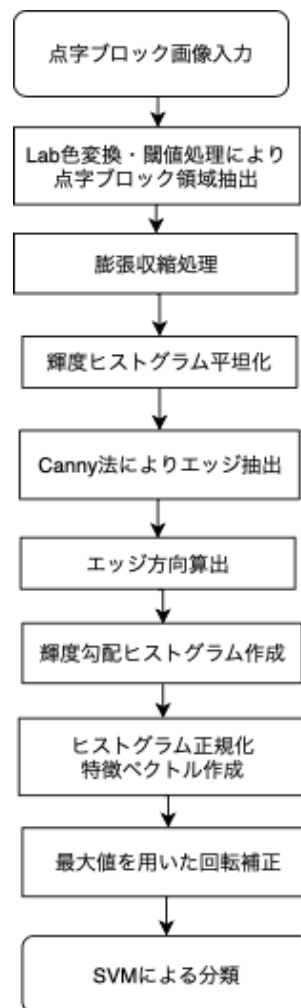 点字ブロック画像入力
Lab色変換・閾値処理により
点字ブロック領域抽出
膨張収縮処理
輝度ヒストグラム平坦化
Canny法によりエッジ抽出
エッジ方向算出
輝度勾配ヒストグラム作成
ヒストグラム正規化
特徴ベクトル作成
最大値を用いた回転補正
SVMによる分類